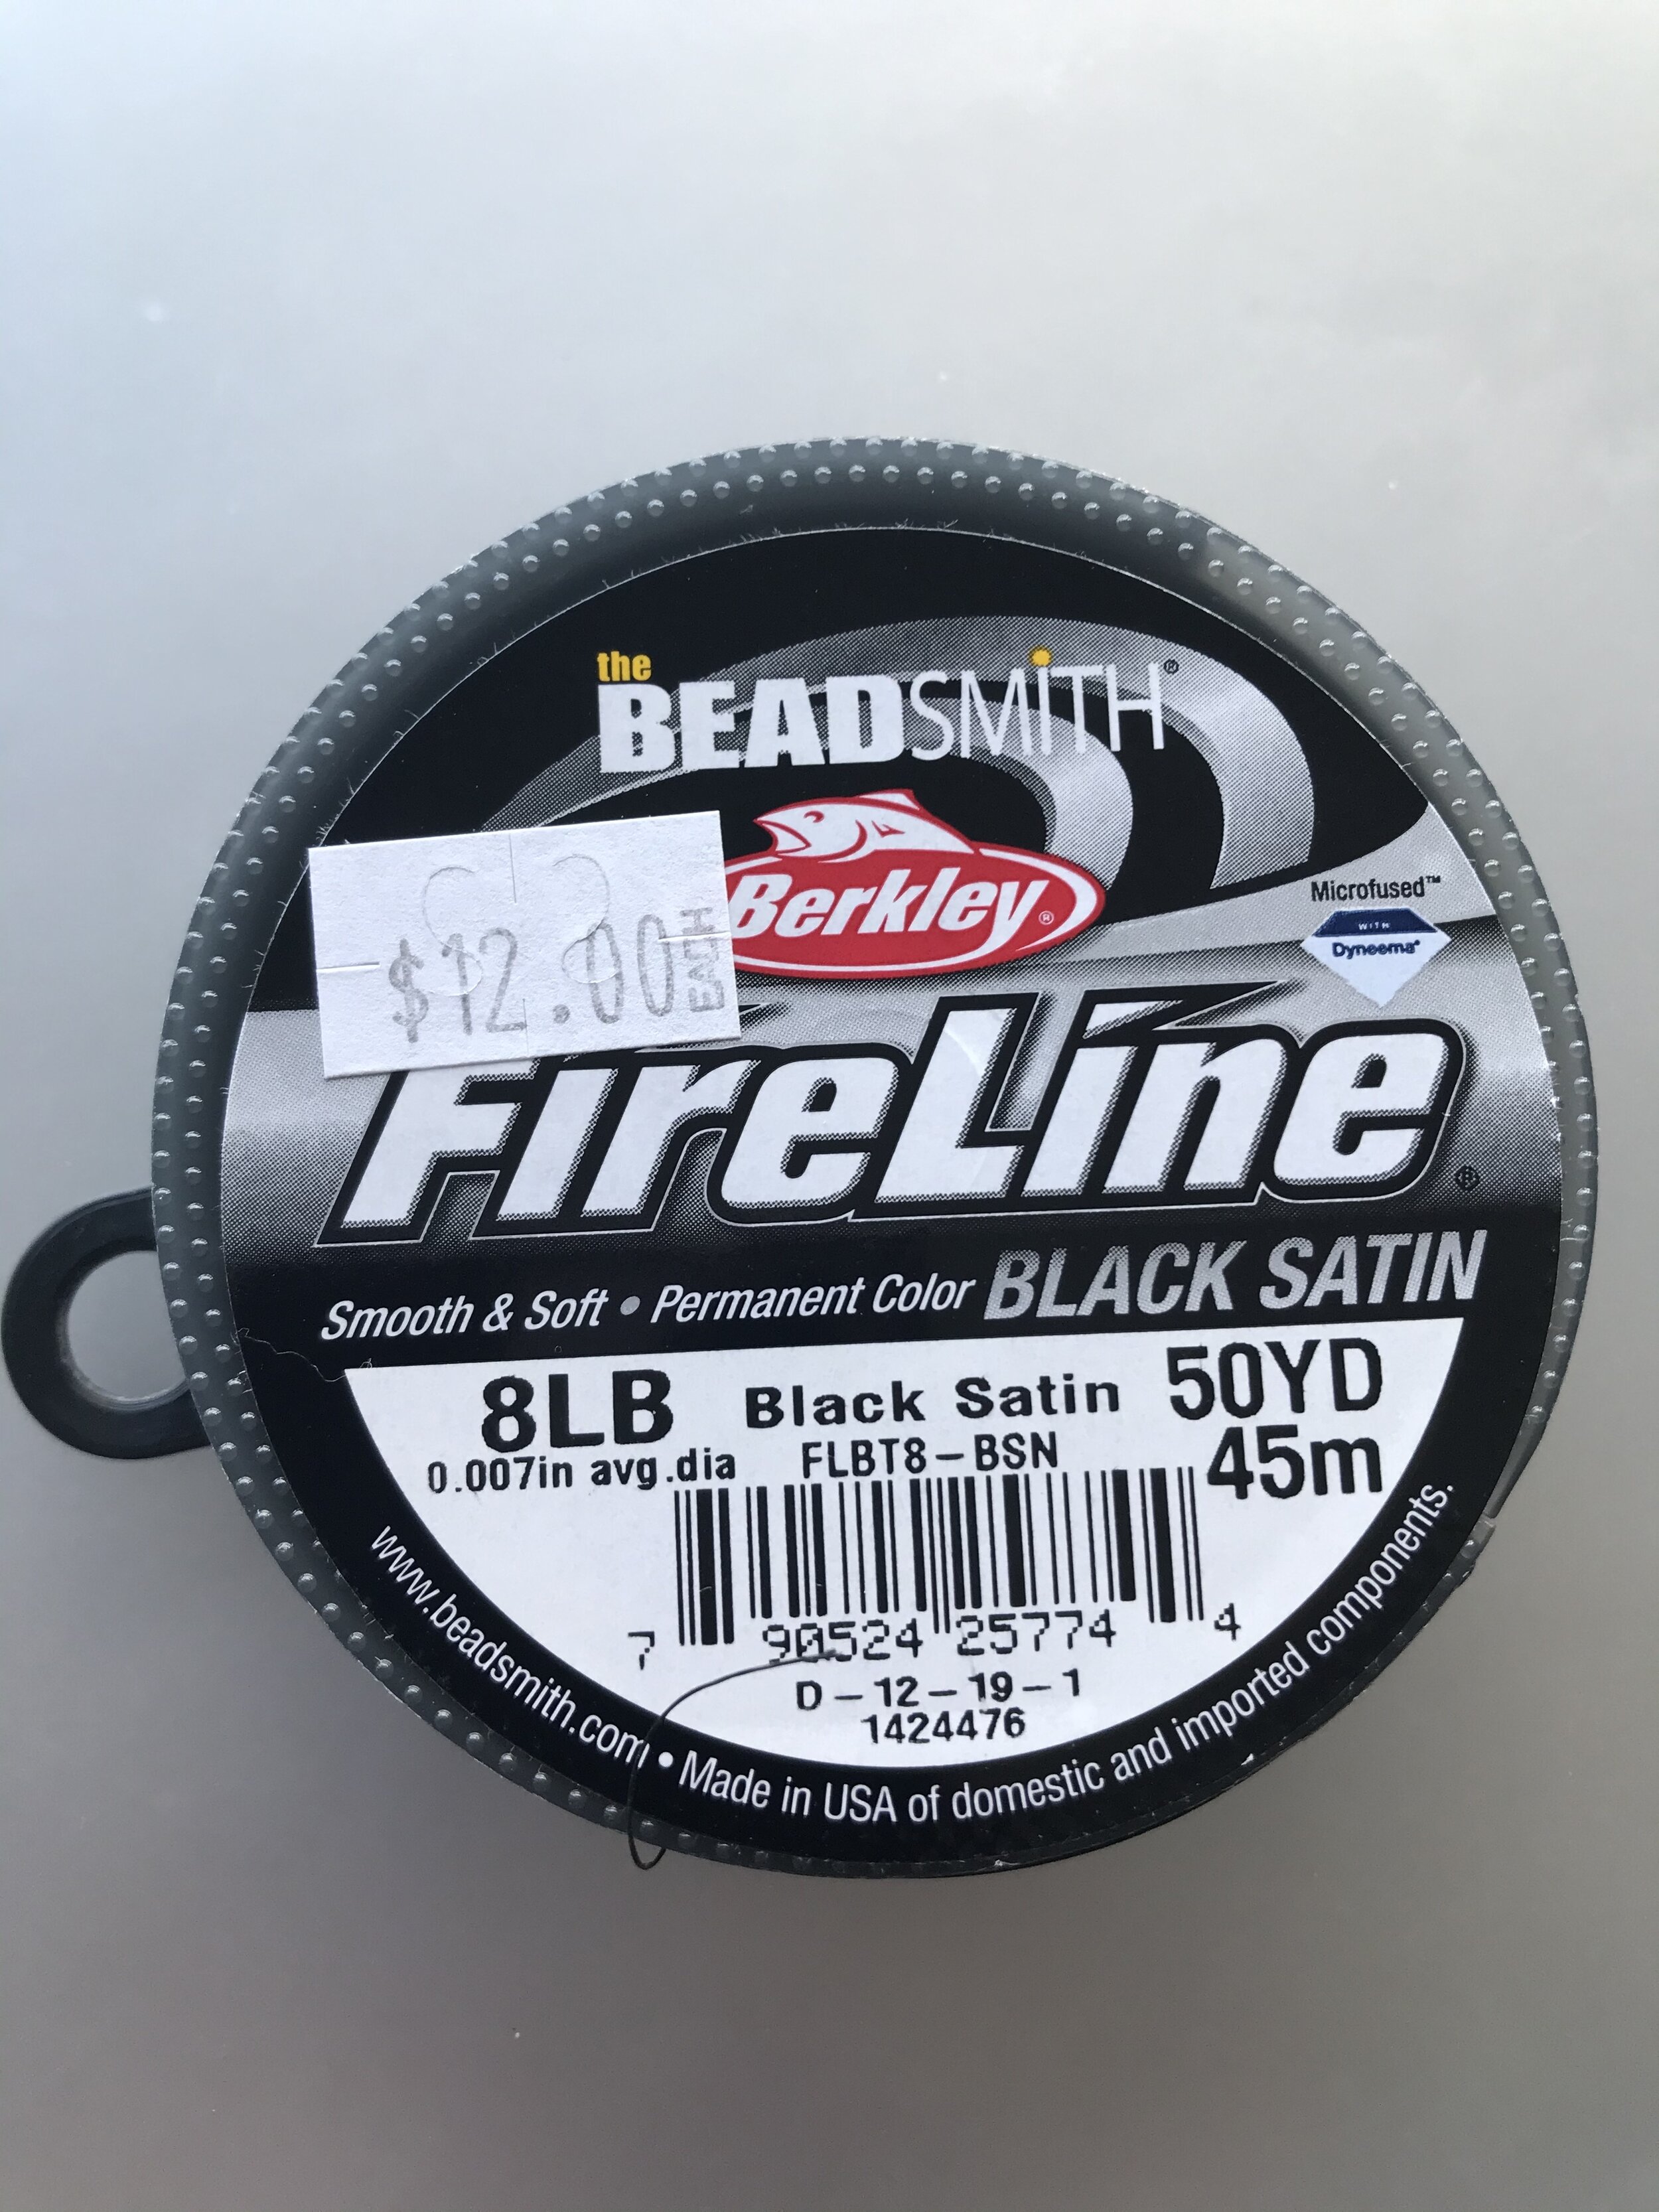 the
BEADSMITH®
Berkley®
Microfused™
WITH
Dyneema®
$12.00 EACH
FireLine®
Smooth & Soft • Permanent Color BLACK SATIN
8LB Black Satin 50YD
0.007in avg.dia FLBT8-BSN 45m
7 90524 25774 4
D-12-19-1
1424476
www.beadsmith.com • Made in USA of domestic and imported components.